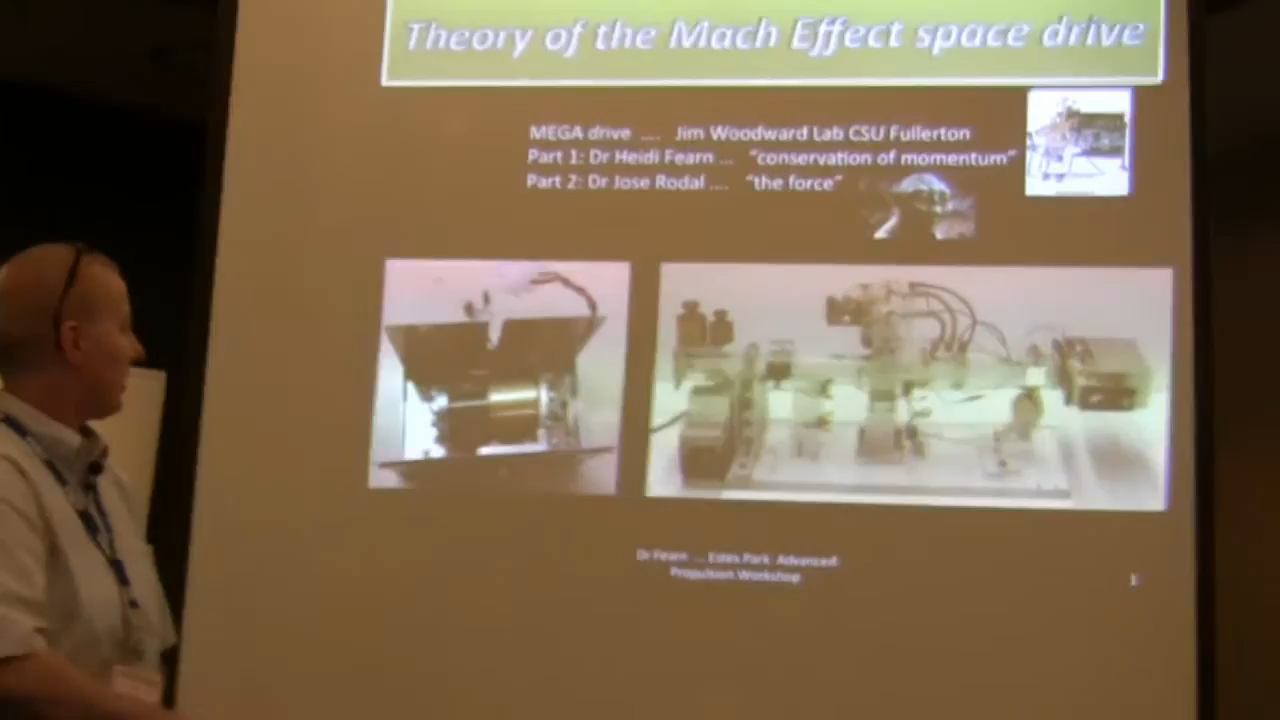 Theory of the Mach Effect space drive
MEGA drive .... Jim Woodward Lab CSU Fullerton
Part 1: Dr Heidi Fearn ... "conservation of momentum"
Part 2: Dr Jose Rodal .... "the force"
Dr Fearn ... Estes Park Advanced
Propulsion Workshop
1